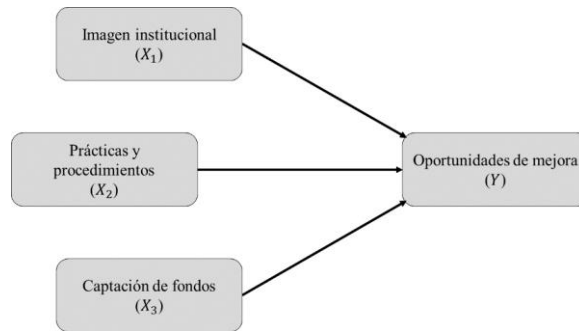 Imagen institucional
(X₁)
Prácticas y
procedimientos
(X₂)
Oportunidades de mejora
(Y)
Captación de fondos
(X₃)